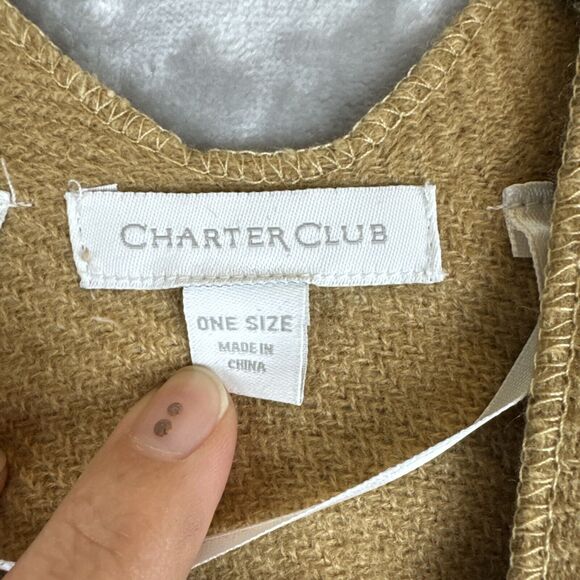 CHARTER CLUB
ONE SIZE
MADE IN
CHINA